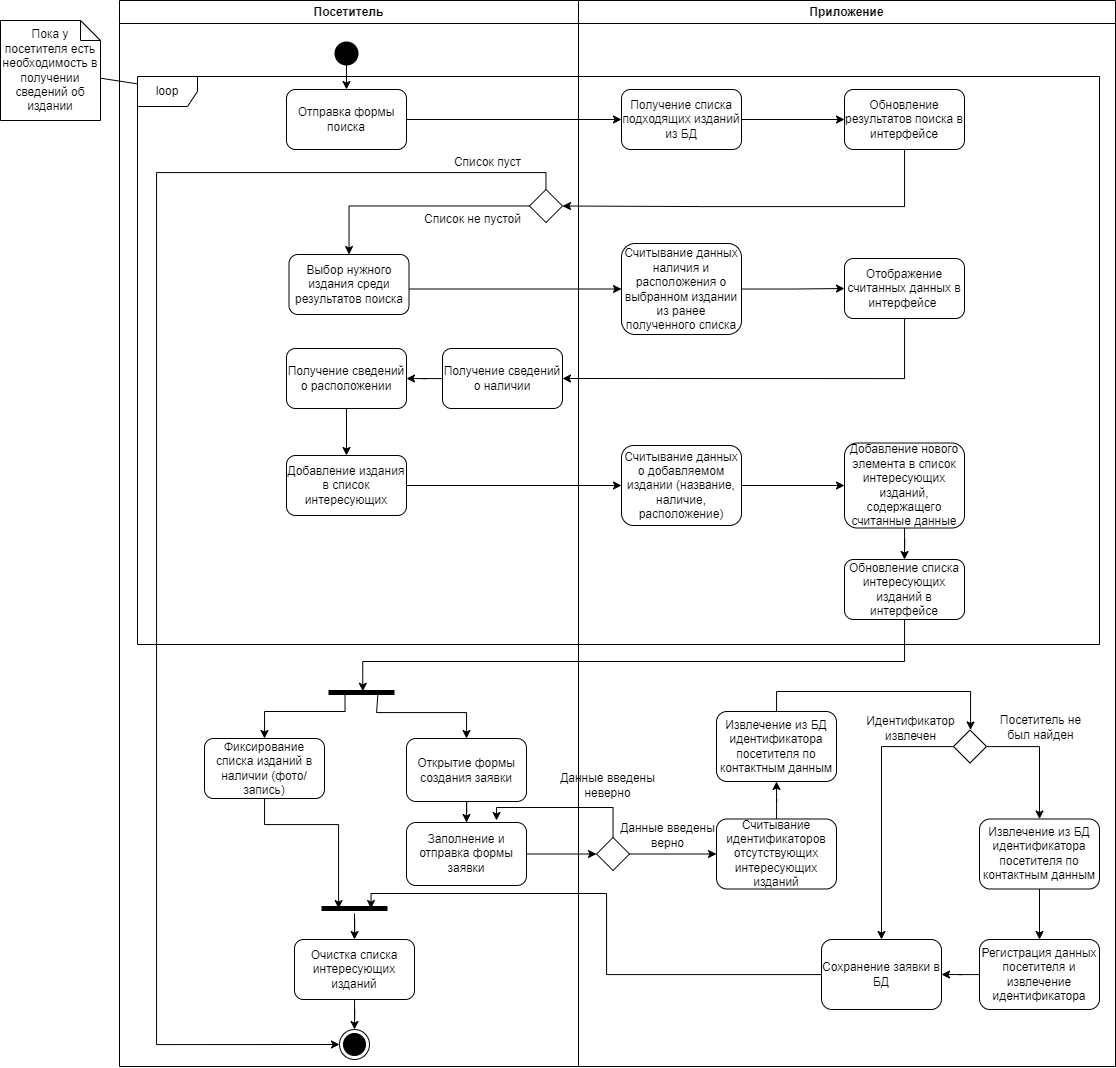 Посетитель
Приложение
Пока у
посетителя есть
необходимость в
получении
сведений об
издании
loop
Отправка формы
поиска
Получение списка
подходящих изданий
из БД
Обновление
результатов поиска в
интерфейсе
Список пуст
Список не пустой
Выбор нужного
издания среди
результатов поиска
Считывание данных
наличия и
расположения о
выбранном издании
из ранее
полученного списка
Отображение
считанных данных в
интерфейсе
Получение сведений
о расположении
Получение сведений
о наличии
Добавление издания
в список
интересующих
Считывание данных
о добавляемом
издании (название,
наличие,
расположение)
Добавление нового
элемента в список
интересующих
изданий,
содержащего
считанные данные
Обновление списка
интересующих
изданий в
интерфейсе
Фиксирование
списка изданий в
наличии (фото/
запись)
Открытие формы
создания заявки
Извлечение из БД
идентификатора
посетителя по
контактным данным
Идентификатор
извлечен
Посетитель не
был найден
Данные введены
неверно
Заполнение и
отправка формы
заявки
Данные введены
верно
Считывание
идентификаторов
отсутствующих
интересующих
изданий
Извлечение из БД
идентификатора
посетителя по
контактным данным
Очистка списка
интересующих
изданий
Сохранение заявки в
БД
Регистрация данных
посетителя и
извлечение
идентификатора